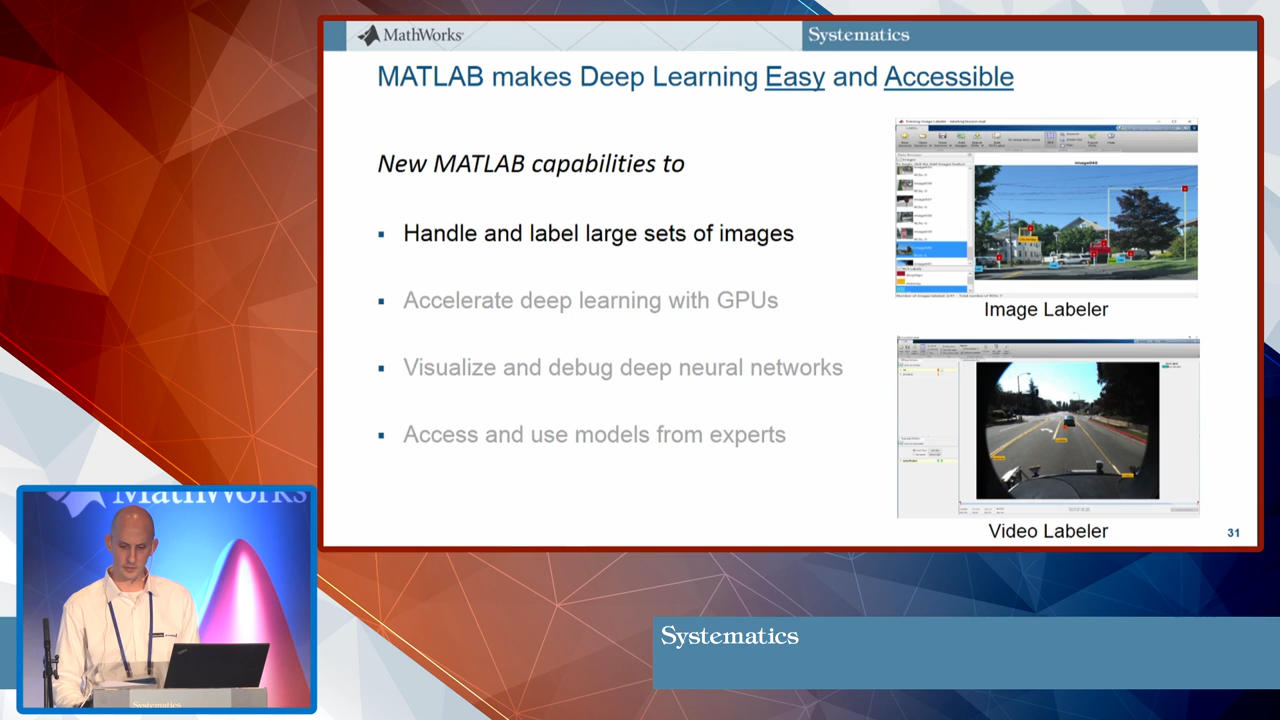 MathWorks®
Systematics
MATLAB makes Deep Learning Easy and Accessible
New MATLAB capabilities to
▪ Handle and label large sets of images
▪ Accelerate deep learning with GPUs
▪ Visualize and debug deep neural networks
▪ Access and use models from experts
Image Labeler
Video Labeler
31
MathWorks
Systematics
Systematics